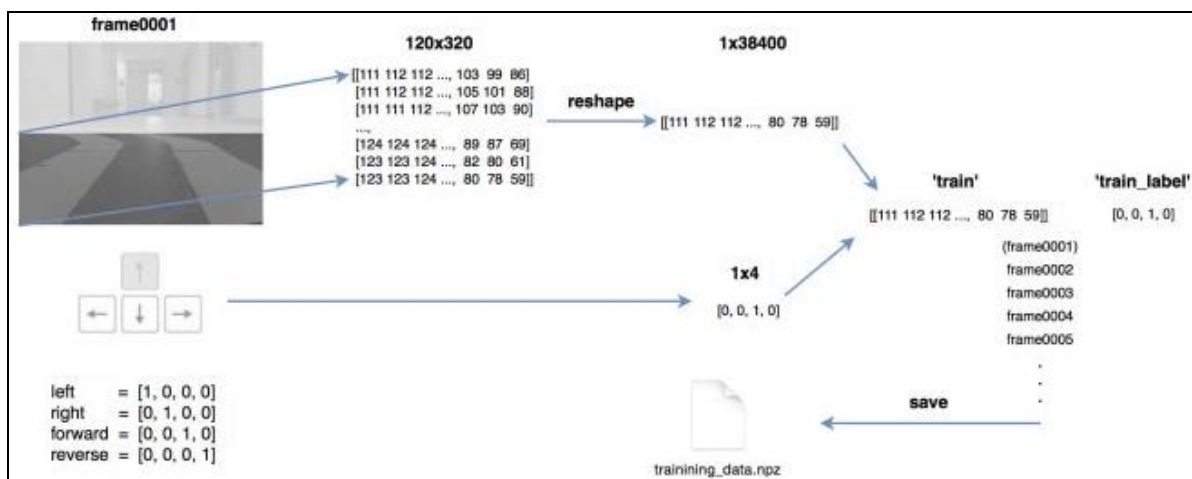 frame0001
120x320
[[111 112 112 ..., 103 99 86]
[111 112 112 ..., 105 101 88]
[111 111 112 ..., 107 103 90]
...,
[124 124 124 ..., 89 87 69]
[123 123 124 ..., 82 80 61]
[123 123 124 ..., 80 78 59]]
reshape
1x38400
[[111 112 112 ..., 80 78 59]]
'train'
[[111 112 112 ..., 80 78 59]]
'train_label'
[0, 0, 1, 0]
(frame0001)
frame0002
frame0003
frame0004
frame0005
.
.
.
1x4
[0, 0, 1, 0]
left = [1, 0, 0, 0]
right = [0, 1, 0, 0]
forward = [0, 0, 1, 0]
reverse = [0, 0, 0, 1]
save
trainining_data.npz